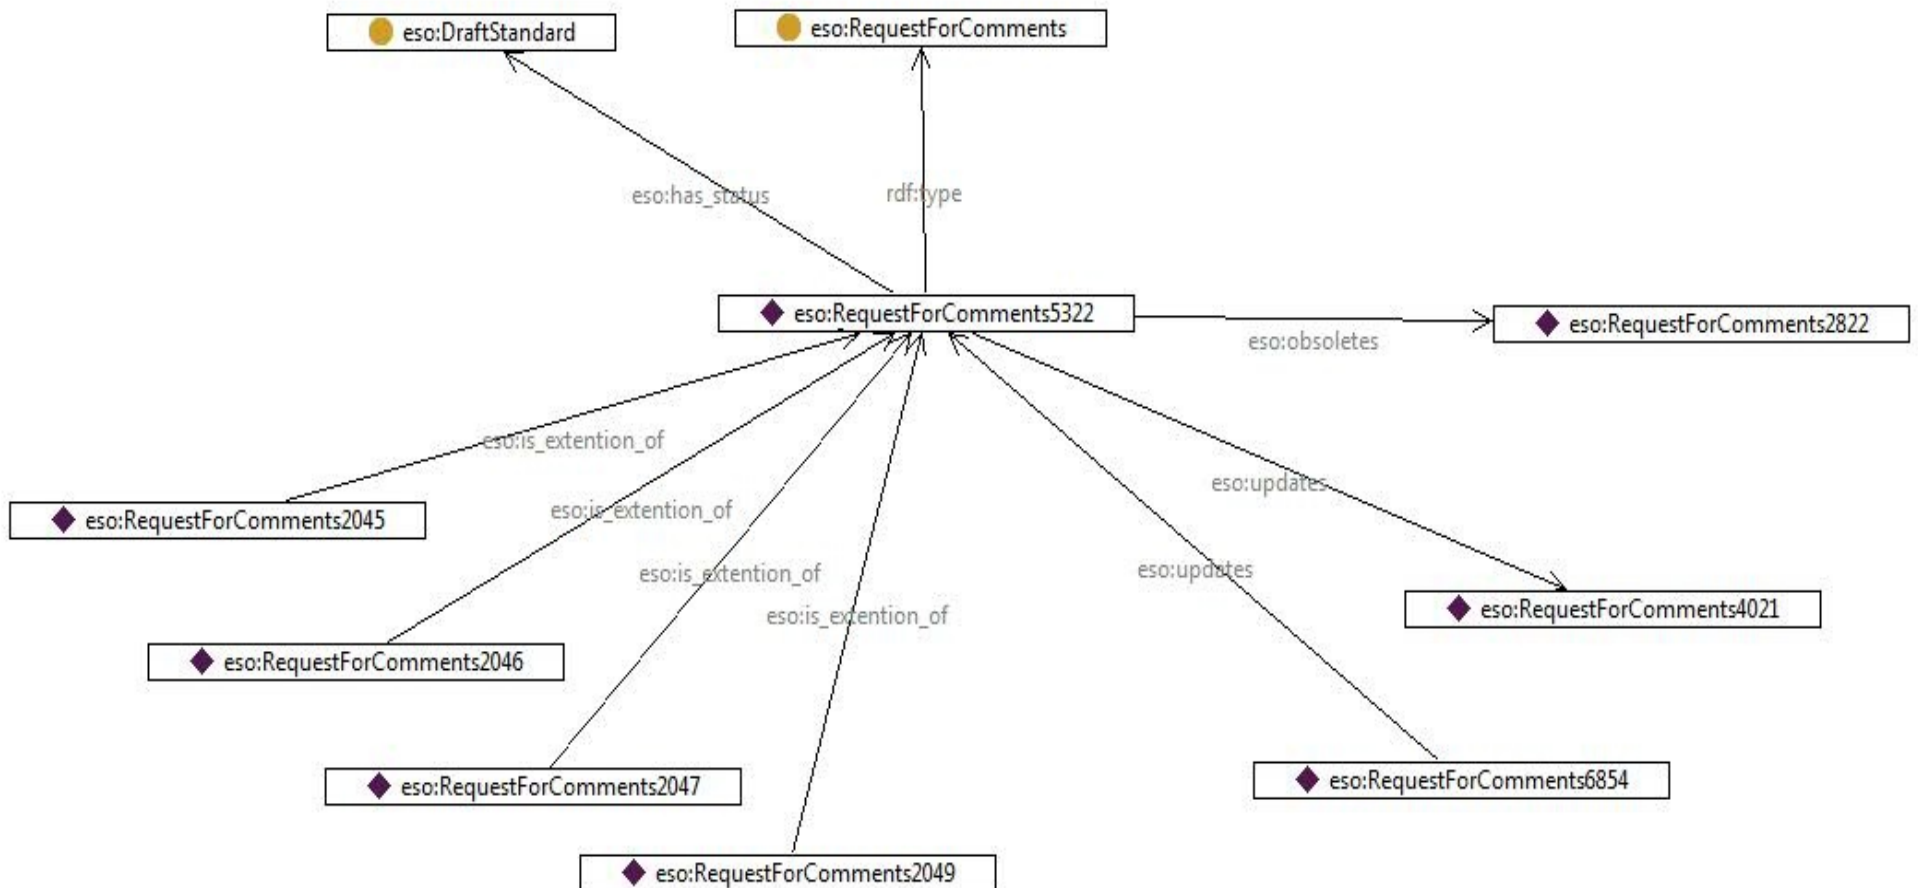 eso:DraftStandard
eso:RequestForComments
eso:has_status
rdf:type
eso:RequestForComments5322
eso:RequestForComments2822
eso:obsoletes
eso:is_extention_of
eso:updates
eso:RequestForComments2045
eso:is_extention_of
eso:is_extention_of
eso:updates
eso:RequestForComments4021
eso:is_extention_of
eso:RequestForComments2046
eso:RequestForComments2047
eso:RequestForComments6854
eso:RequestForComments2049